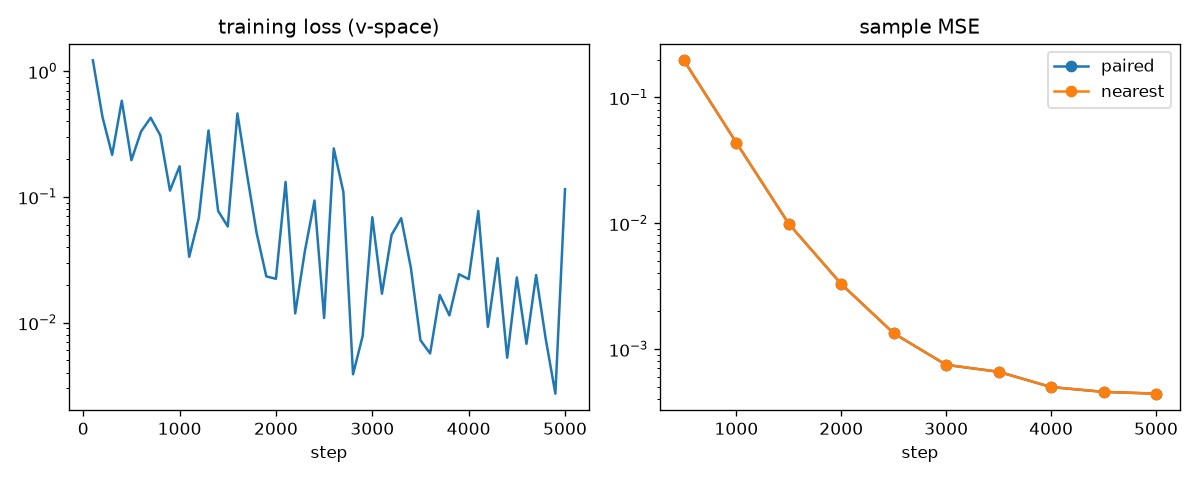 training loss (v-space)
10⁰
10⁻¹
10⁻²
0 1000 2000 3000 4000 5000
step
sample MSE
paired
nearest
10⁻¹
10⁻²
10⁻³
1000 2000 3000 4000 5000
step